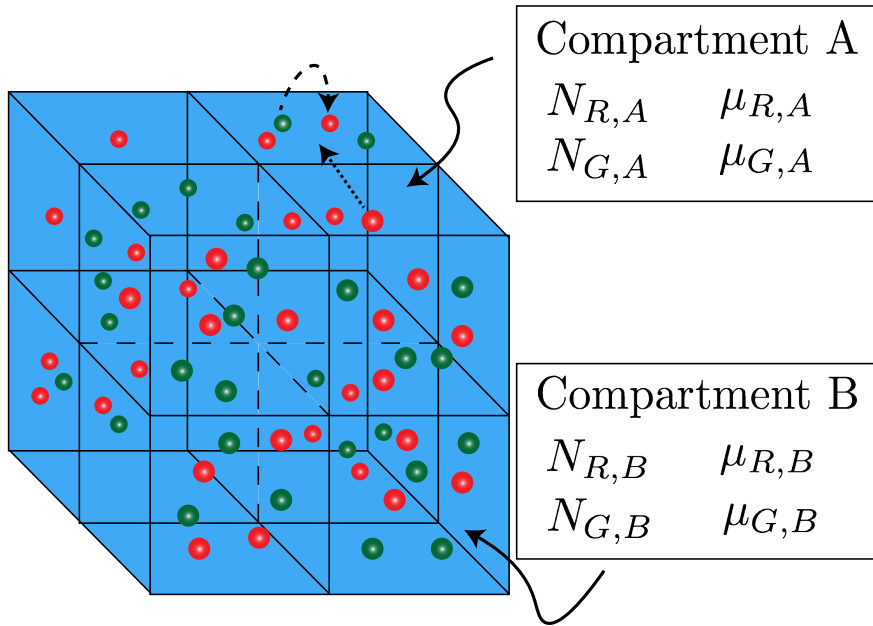 Compartment A
N_{R,A} μ_{R,A}
N_{G,A} μ_{G,A}
Compartment B
N_{R,B} μ_{R,B}
N_{G,B} μ_{G,B}